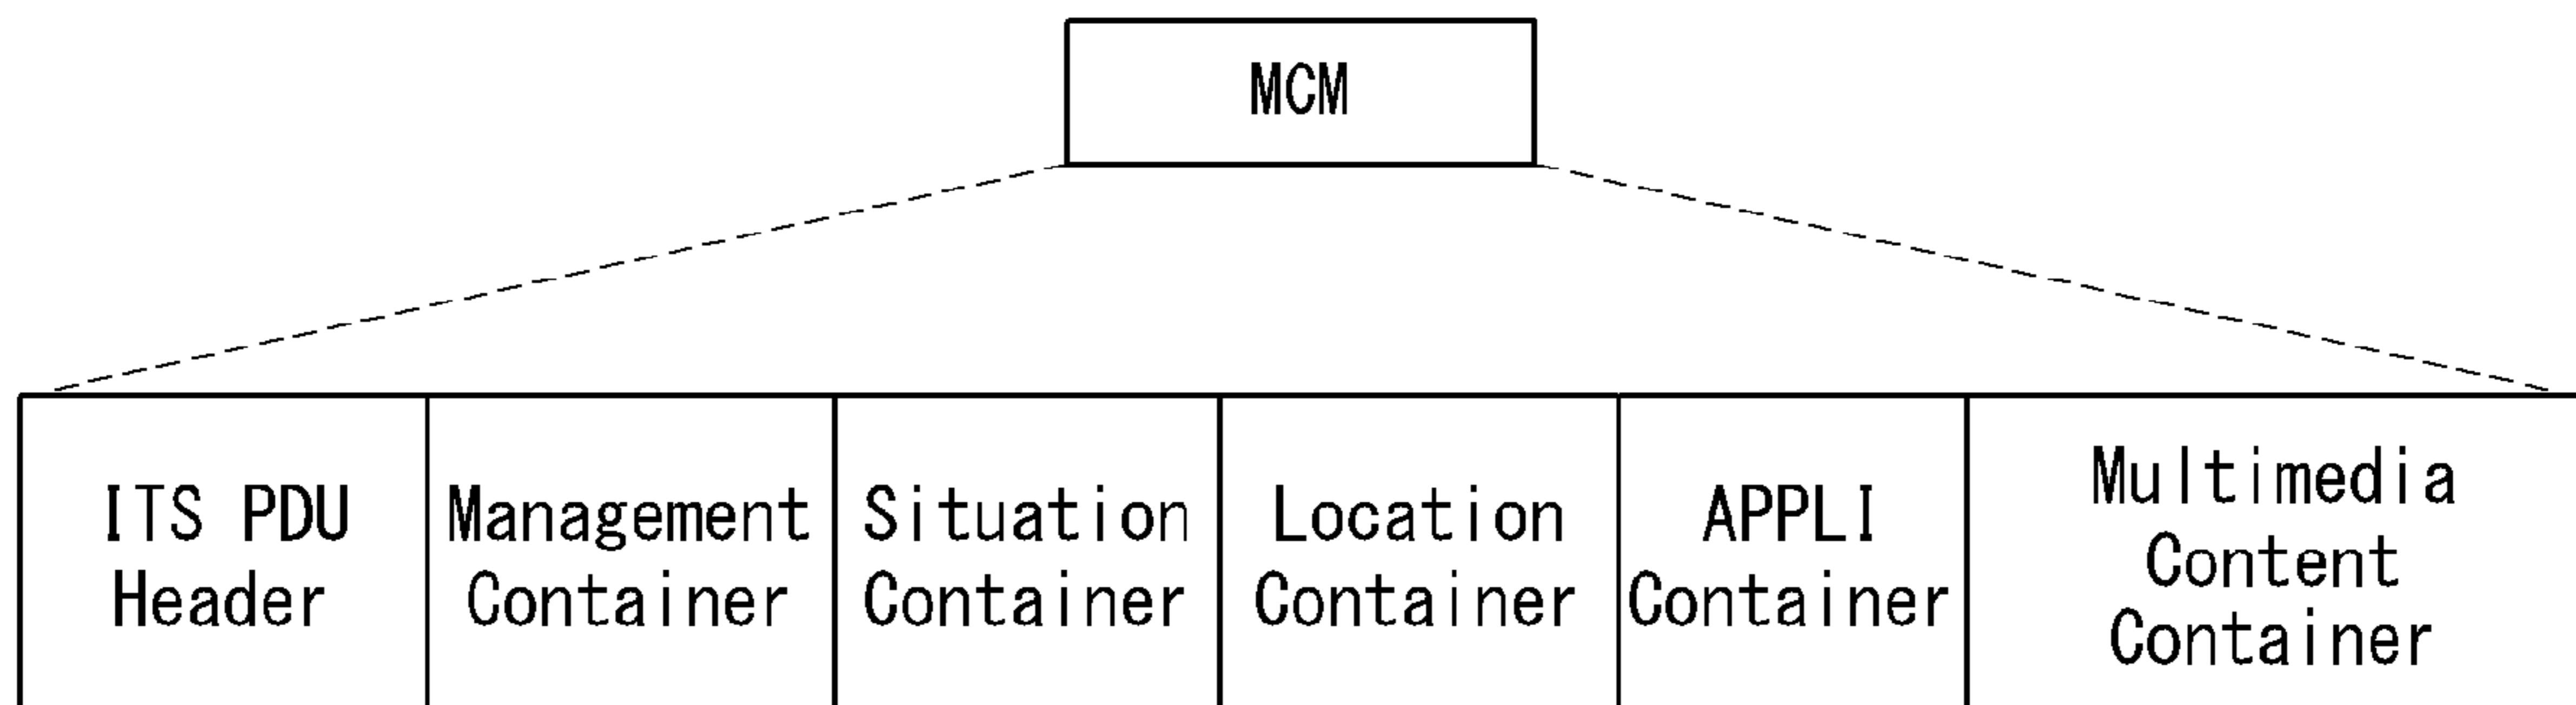 MCM
ITS PDU
Header
Management
Container
Situation
Container
Location
Container
APPLI
Container
Multimedia
Content
Container